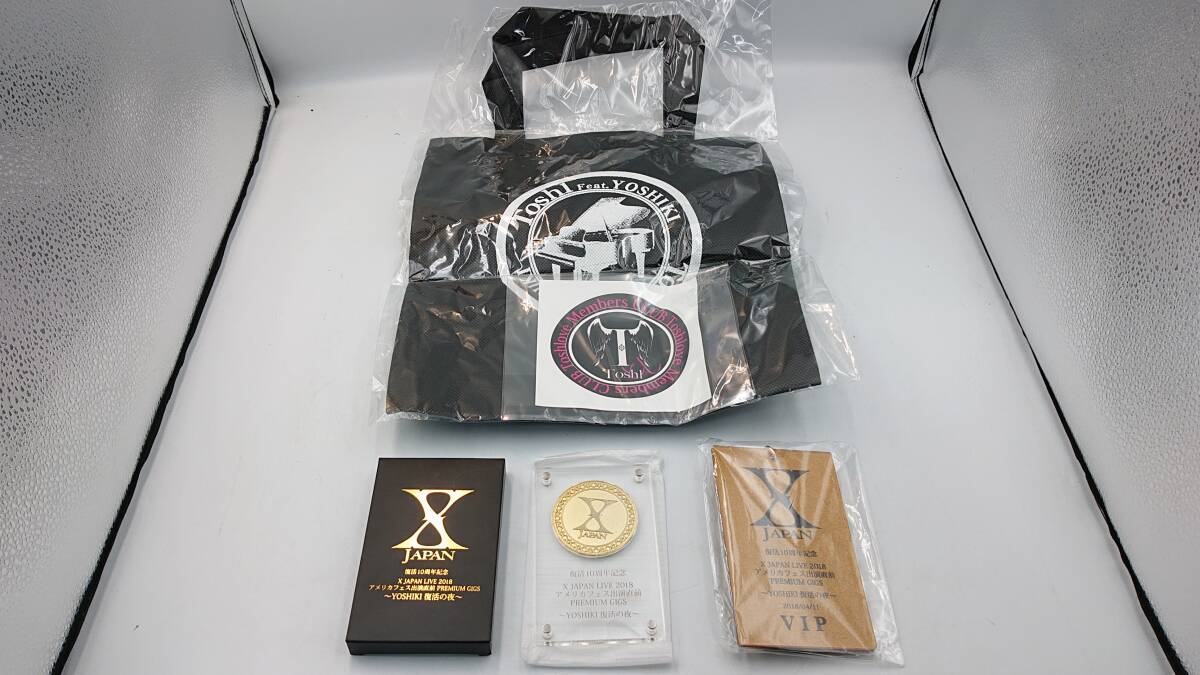 ToshI Feat. YOSHIKI
Toshlove Members CLUB Toshlove Members CLUB
T
ToshI
X
JAPAN
復活10周年記念
X JAPAN LIVE 2018
アメリカフェス出演直前 PREMIUM GIGS
〜YOSHIKI 復活の夜〜
X
JAPAN
復活10周年記念
X JAPAN LIVE 2018
アメリカフェス出演直前
PREMIUM GIGS
〜YOSHIKI 復活の夜〜
X
JAPAN
復活10周年記念
X JAPAN LIVE 2018
アメリカフェス出演直前
PREMIUM GIGS
〜YOSHIKI 復活の夜〜
2018/04/11
VIP